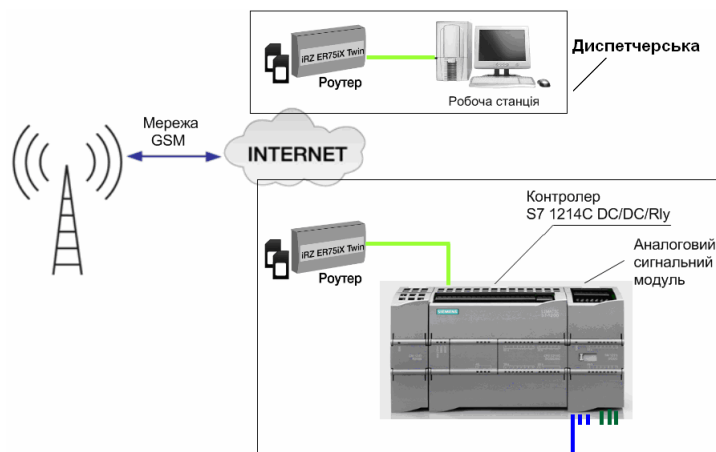 iRZ ER75iX Twin
Роутер
Робоча станція
Диспетчерська
Мережа
GSM
INTERNET
Контролер
S7 1214C DC/DC/Rly
iRZ ER75iX Twin
Роутер
Аналоговий
сигнальний
модуль
SIEMENS